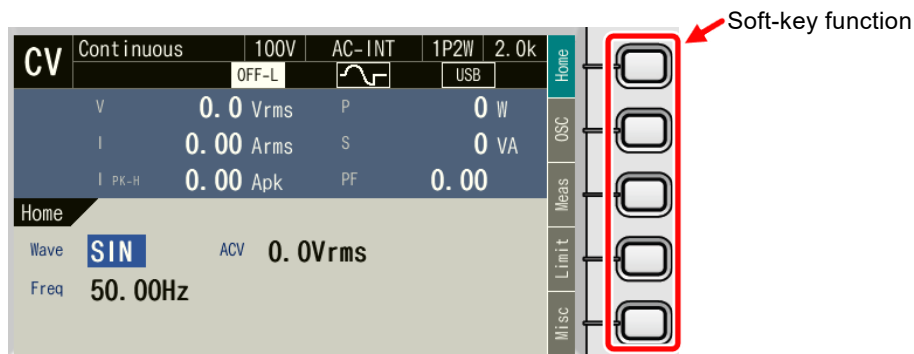 Soft-key function
CV Continuous 100V AC-INT 1P2W 2.0k
OFF-L USB
V 0.0 Vrms P 0 W
I 0.00 Arms S 0 VA
I PK-H 0.00 Apk PF 0.00
Home
Wave SIN ACV 0.0Vrms
Freq 50.00Hz
Home
OSC
Meas
Limit
Misc